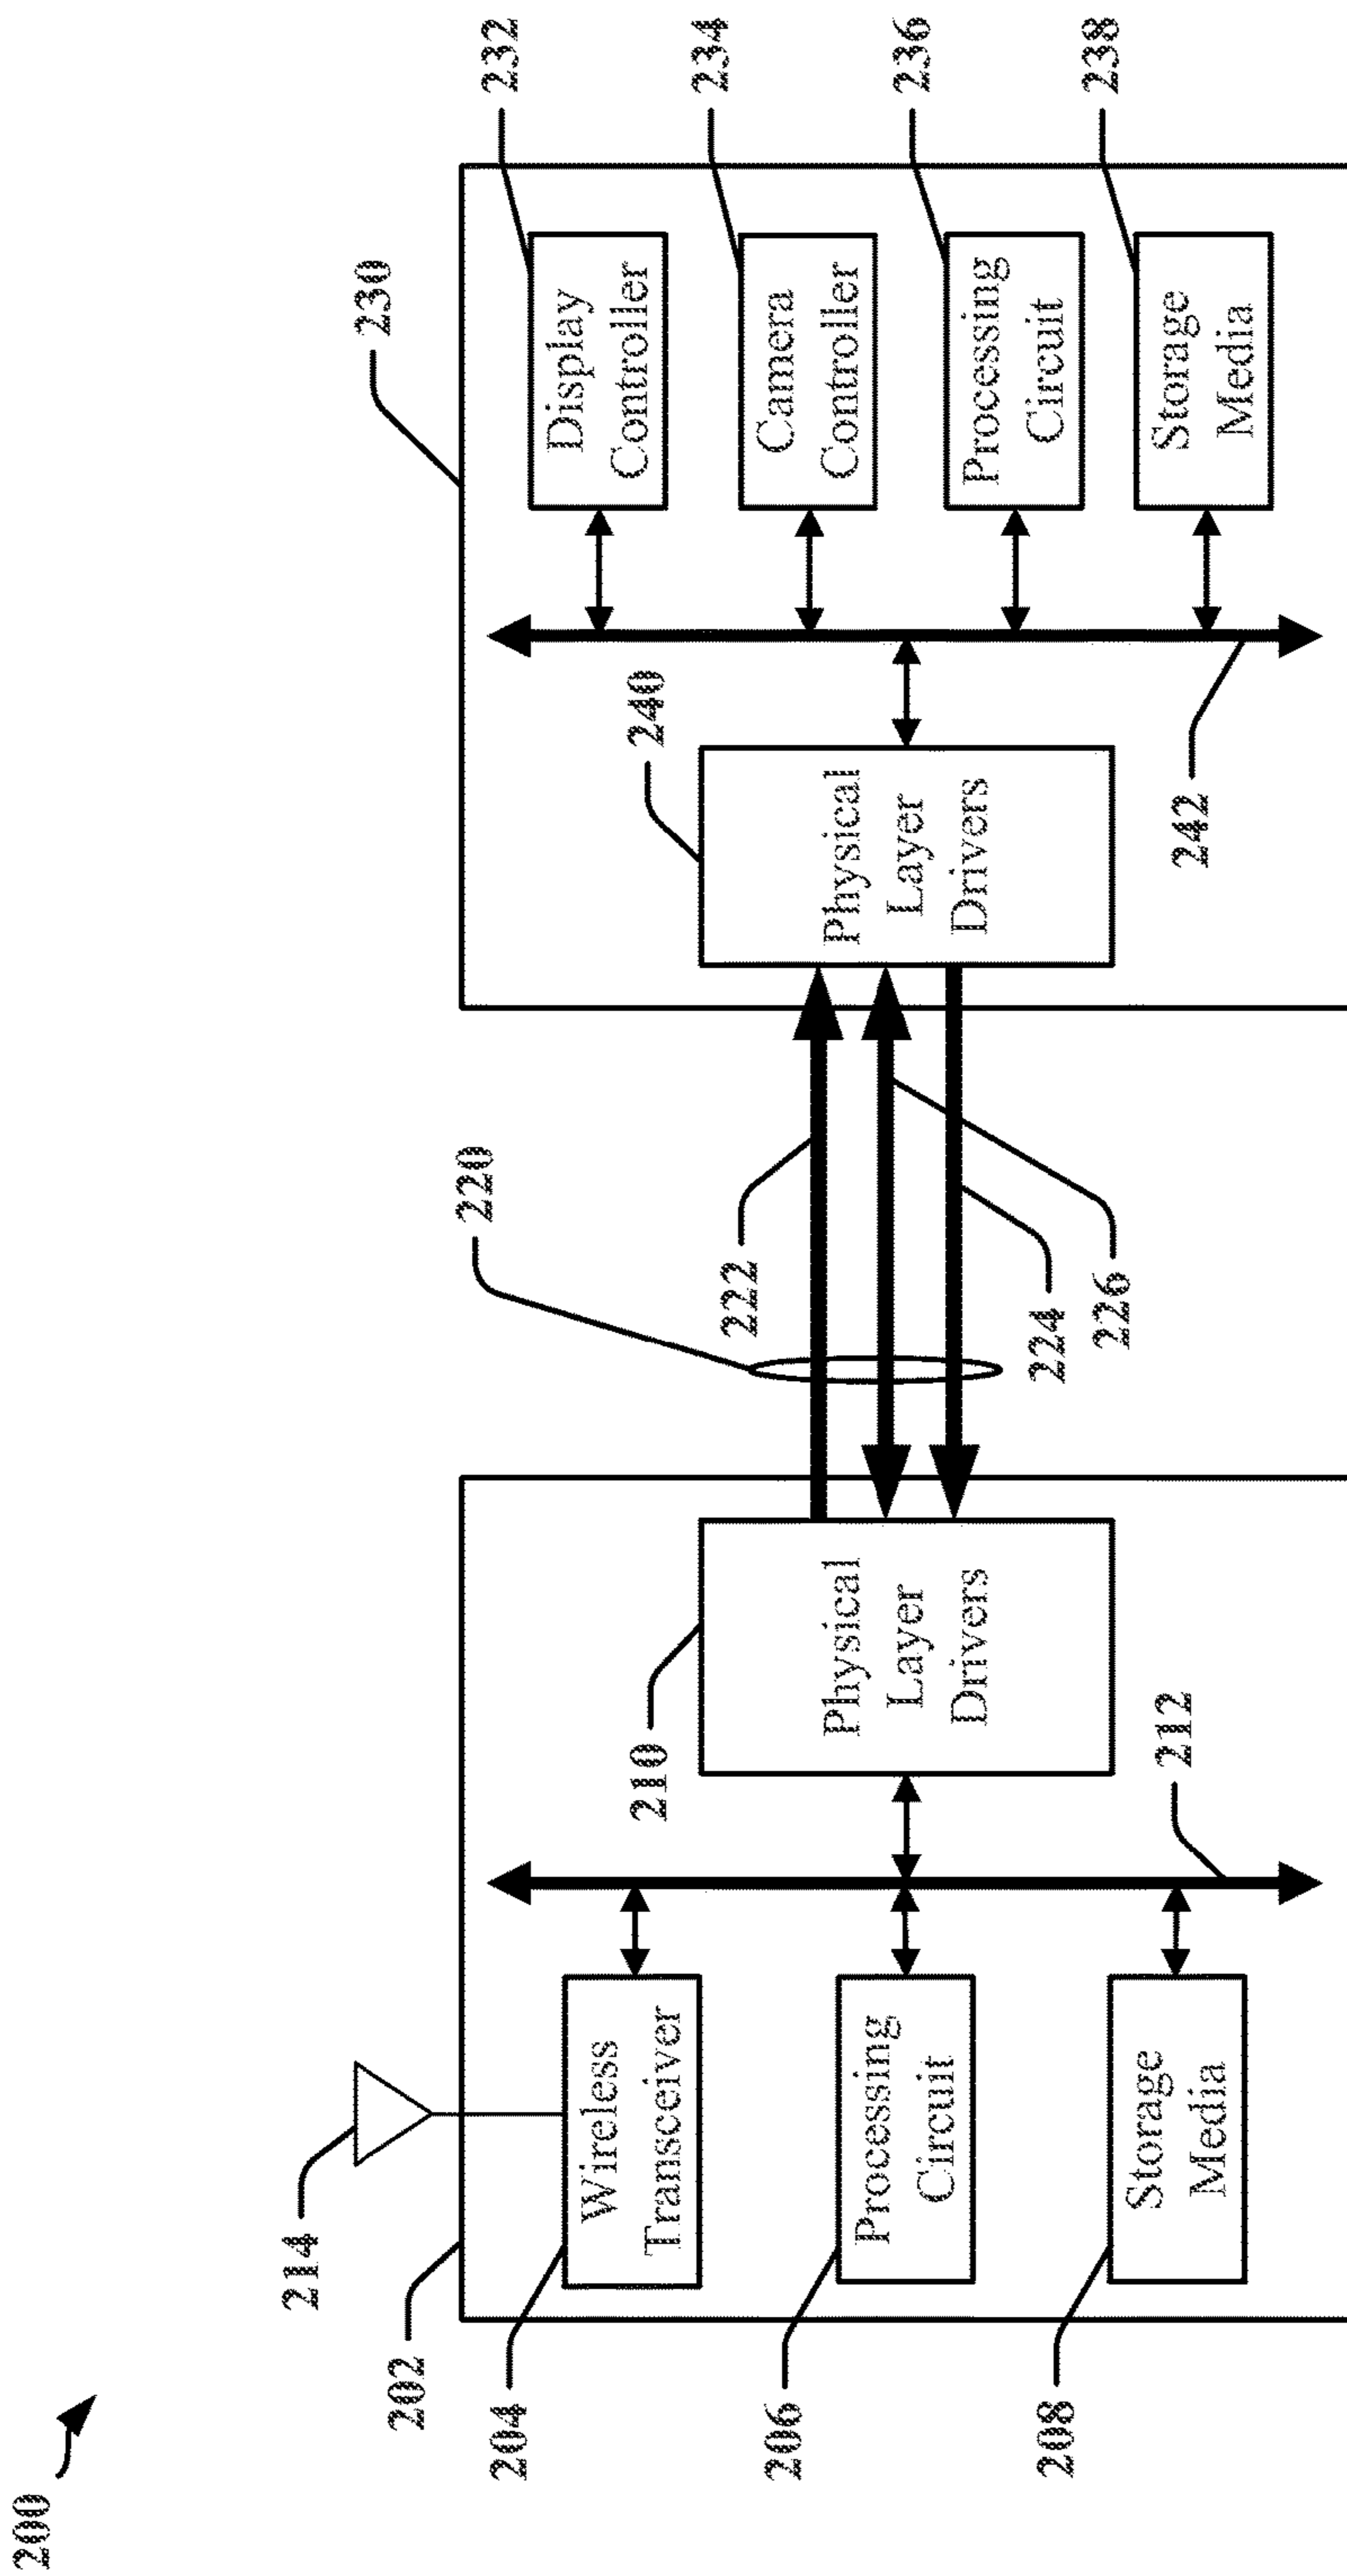 200
214
202
204
Wireless
Transceiver
206
Processing
Circuit
208
Storage
Media
210
Physical
Layer
Drivers
212
220
222
224
226
230
240
Physical
Layer
Drivers
242
232
Display
Controller
234
Camera
Controller
236
Processing
Circuit
238
Storage
Media